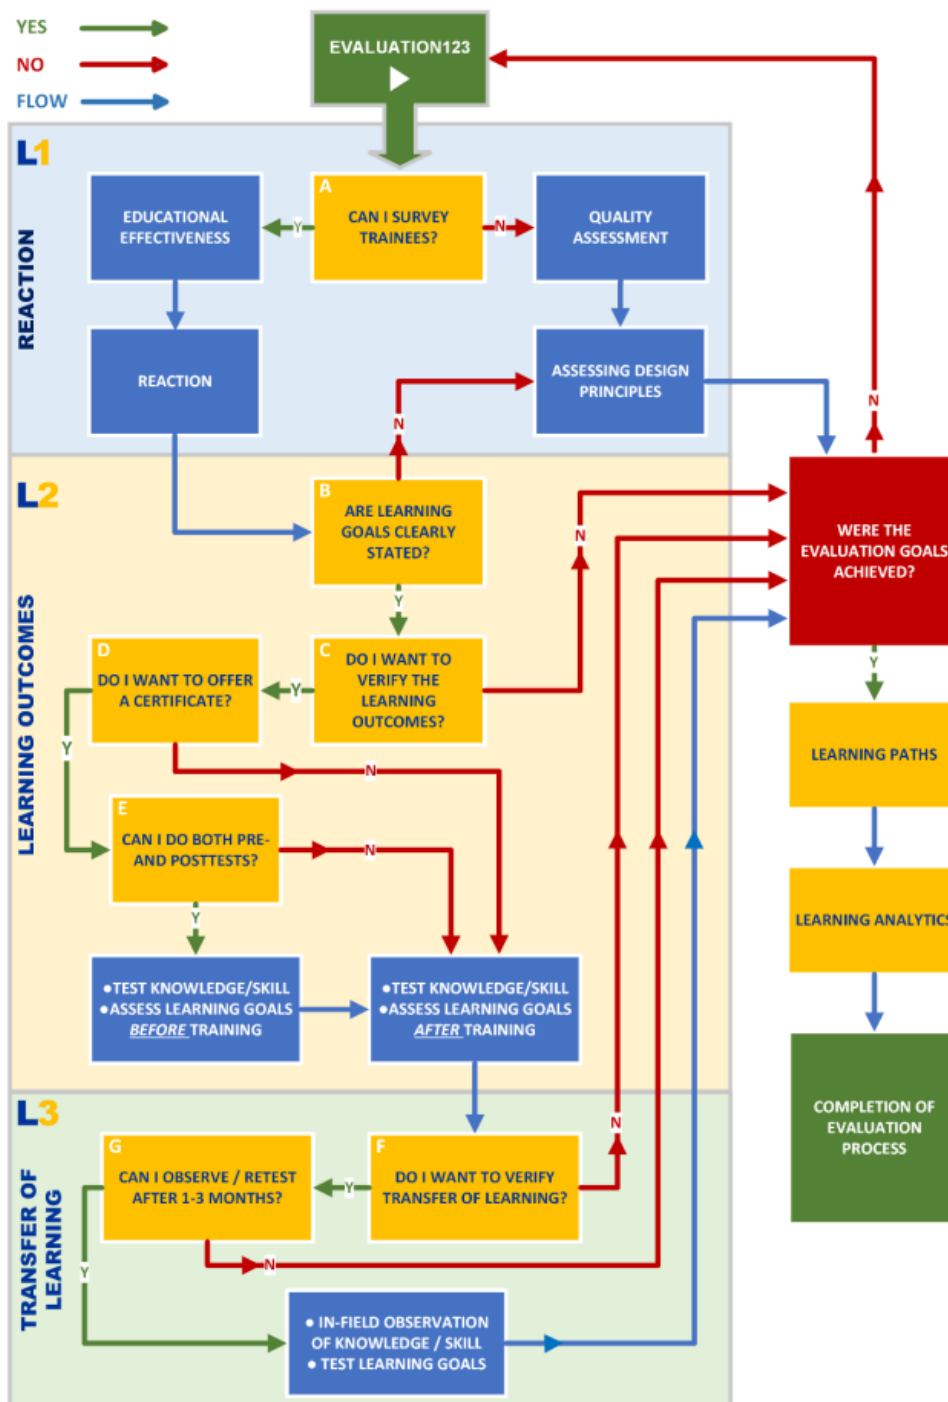 YES
NO
FLOW
EVALUATION123
L1
REACTION
A
CAN I SURVEY
TRAINEES?
Y
N
EDUCATIONAL
EFFECTIVENESS
QUALITY
ASSESSMENT
REACTION
ASSESSING DESIGN
PRINCIPLES
N
N
L2
LEARNING OUTCOMES
B
ARE LEARNING
GOALS CLEARLY
STATED?
N
WERE THE
EVALUATION GOALS
ACHIEVED?
N
Y
D
DO I WANT TO OFFER
A CERTIFICATE?
Y
C
DO I WANT TO
VERIFY THE
LEARNING
OUTCOMES?
Y
Y
N
LEARNING PATHS
E
CAN I DO BOTH PRE-
AND POSTTESTS?
N
Y
LEARNING ANALYTICS
●TEST KNOWLEDGE/SKILL
●ASSESS LEARNING GOALS
BEFORE TRAINING
●TEST KNOWLEDGE/SKILL
●ASSESS LEARNING GOALS
AFTER TRAINING
COMPLETION OF
EVALUATION
PROCESS
L3
TRANSFER OF
LEARNING
N
G
CAN I OBSERVE / RETEST
AFTER 1-3 MONTHS?
Y
F
DO I WANT TO VERIFY
TRANSFER OF LEARNING?
N
Y
● IN-FIELD OBSERVATION
OF KNOWLEDGE / SKILL
● TEST LEARNING GOALS